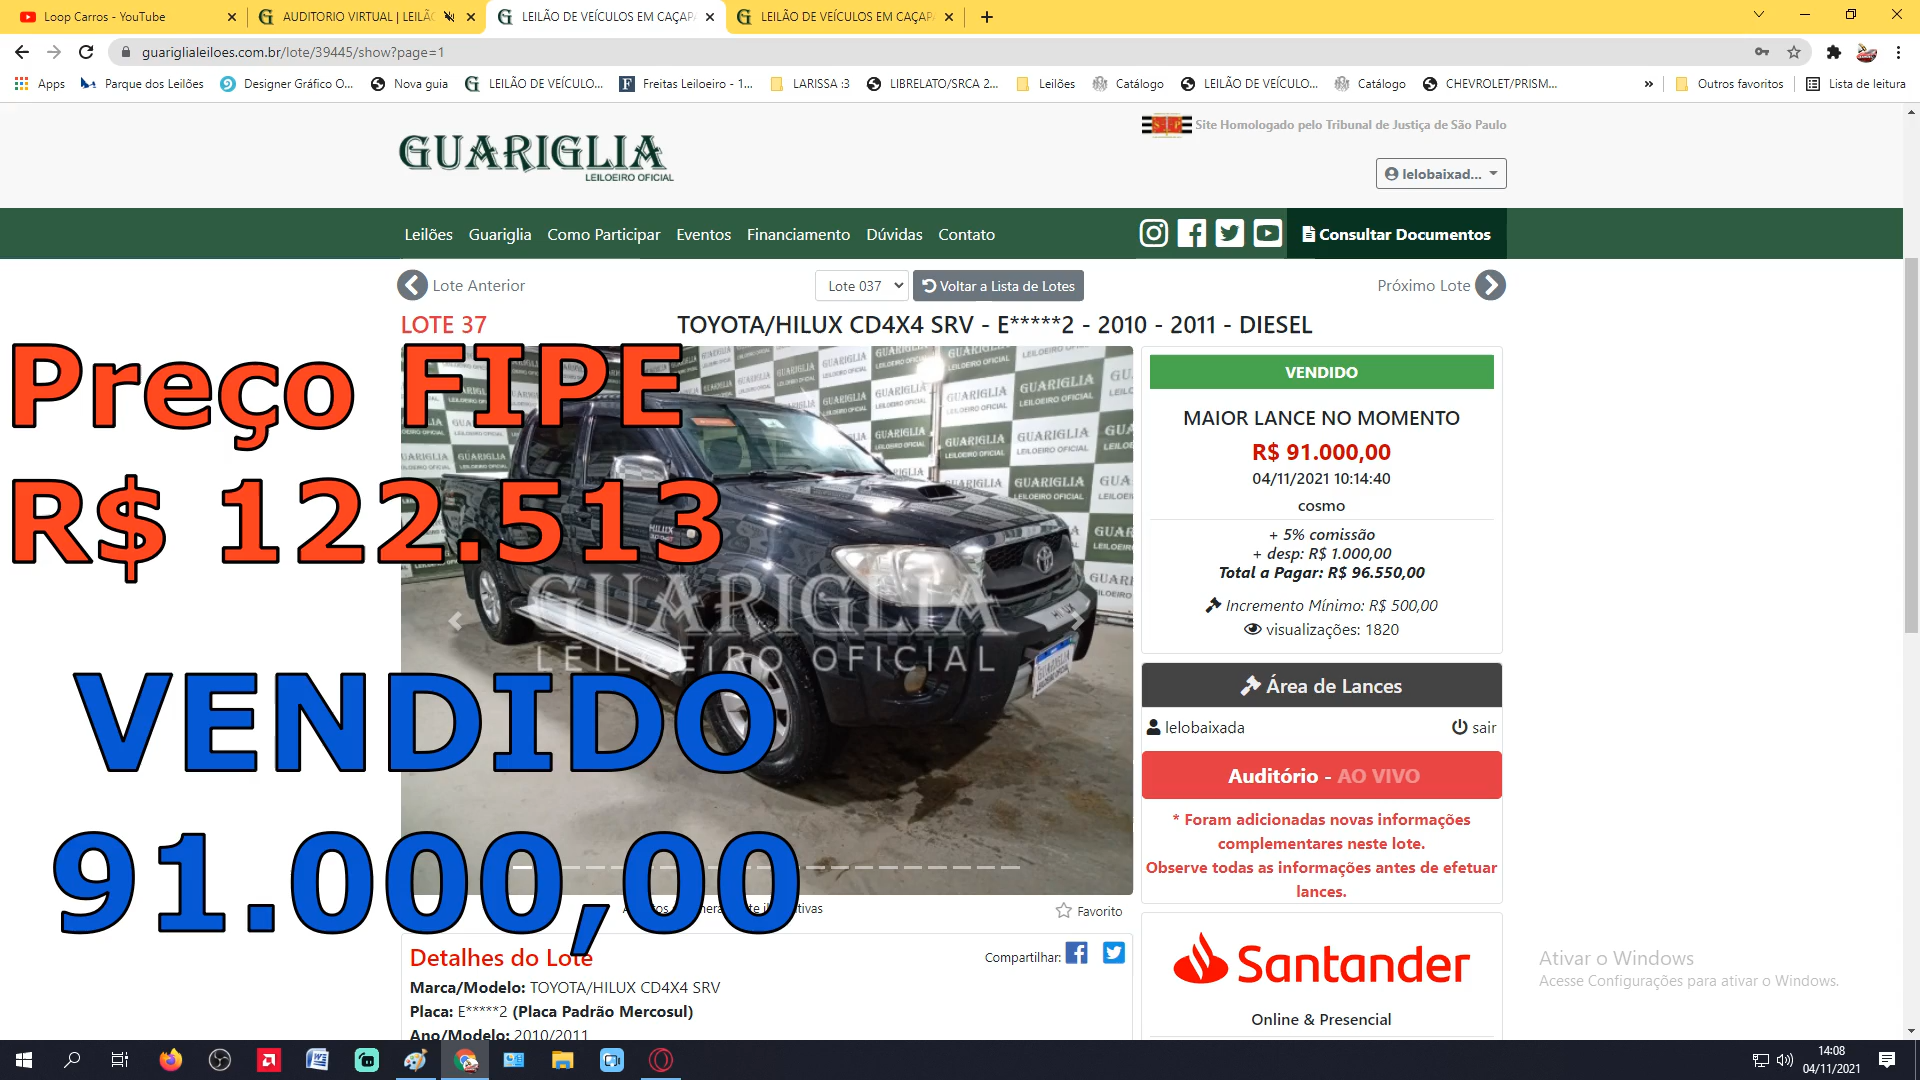 Loop Carros - YouTube
AUDITORIO VIRTUAL | LEILÃO
LEILÃO DE VEÍCULOS EM CAÇAPA
LEILÃO DE VEÍCULOS EM CAÇAPA
guariglialeiloes.com.br/lote/39445/show?page=1
Apps
Parque dos Leilões
Designer Gráfico O...
Nova guia
LEILÃO DE VEÍCULO...
Freitas Leiloeiro - 1...
LARISSA :3
LIBRELATO/SRCA 2...
Leilões
Catálogo
LEILÃO DE VEÍCULO...
Catálogo
CHEVROLET/PRISM...
»
Outros favoritos
Lista de leitura
GUARIGLIA
LEILOEIRO OFICIAL
Site Homologado pelo Tribunal de Justiça de São Paulo
lelobaixad...
Leilões Guariglia Como Participar Eventos Financiamento Dúvidas Contato
Consultar Documentos
Lote Anterior
Lote 037
Voltar a Lista de Lotes
Próximo Lote
LOTE 37
TOYOTA/HILUX CD4X4 SRV - E*****2 - 2010 - 2011 - DIESEL
Preço FIPE
R$ 122.513
VENDIDO
91.000,00
GUARIGLIA
LEILOEIRO OFICIAL
VENDIDO
MAIOR LANCE NO MOMENTO
R$ 91.000,00
04/11/2021 10:14:40
cosmo
+ 5% comissão
+ desp: R$ 1.000,00
Total a Pagar: R$ 96.550,00
Incremento Mínimo: R$ 500,00
visualizações: 1820
Área de Lances
lelobaixada
sair
Auditório - AO VIVO
* Foram adicionadas novas informações
complementares neste lote.
Observe todas as informações antes de efetuar
lances.
Favorito
Detalhes do Lote
Compartilhar:
Marca/Modelo: TOYOTA/HILUX CD4X4 SRV
Placa: E*****2 (Placa Padrão Mercosul)
Ano/Modelo: 2010/2011
Santander
Online & Presencial
Ativar o Windows
Acesse Configurações para ativar o Windows.
14:08
04/11/2021